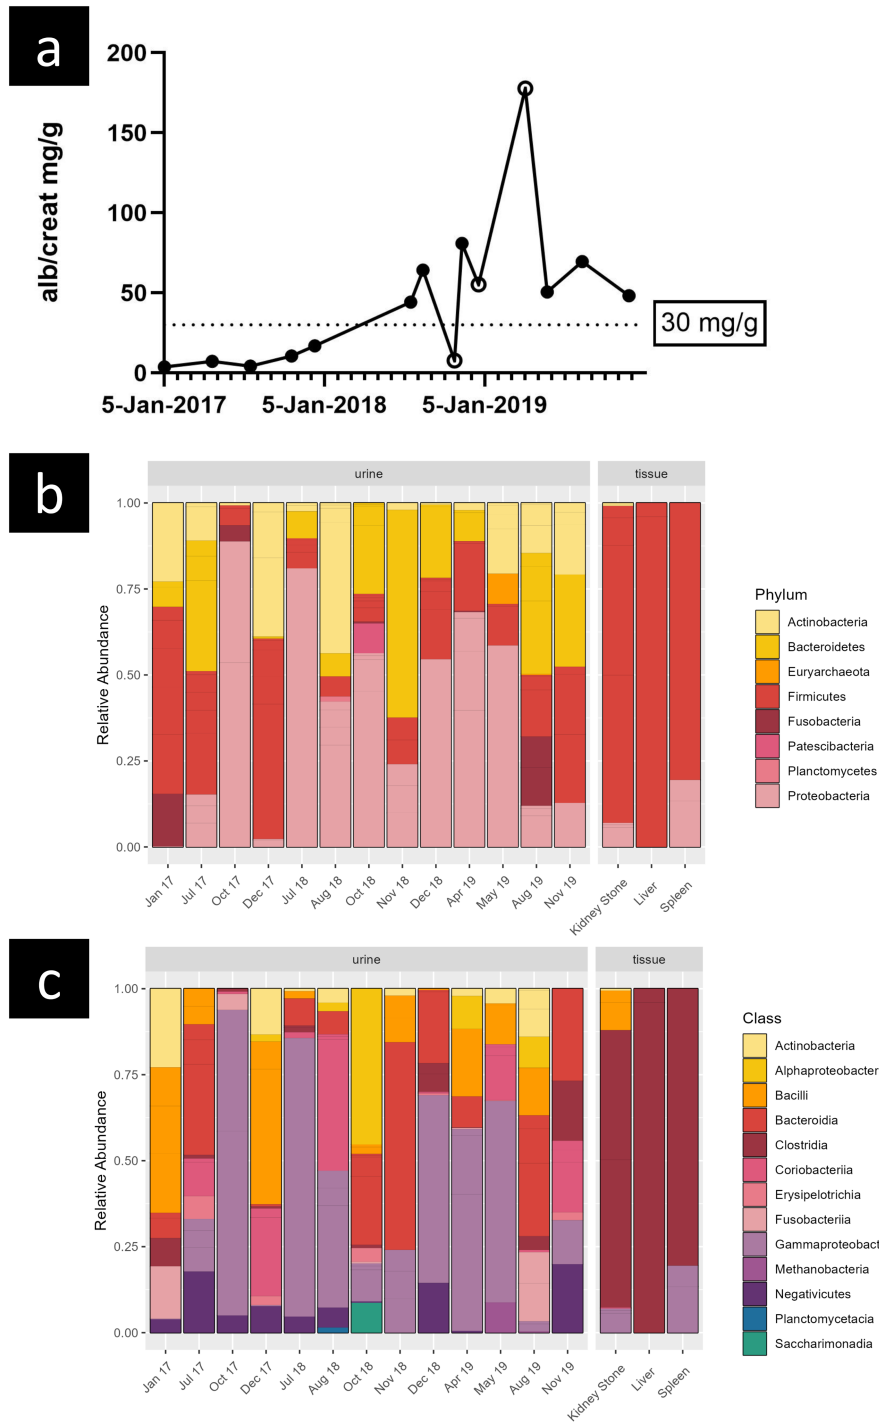 a
200
150
100
50
0
alb/creat mg/g
30 mg/g
5-Jan-2017 5-Jan-2018 5-Jan-2019
b
urine tissue
1.00
0.75
0.50
0.25
0.00
Relative Abundance
Jan 17 Jul 17 Oct 17 Dec 17 Jul 18 Aug 18 Oct 18 Nov 18 Dec 18 Apr 19 May 19 Aug 19 Nov 19 Kidney Stone Liver Spleen
Phylum
Actinobacteria
Bacteroidetes
Euryarchaeota
Firmicutes
Fusobacteria
Patescibacteria
Planctomycetes
Proteobacteria
c
urine tissue
1.00
0.75
0.50
0.25
0.00
Relative Abundance
Jan 17 Jul 17 Oct 17 Dec 17 Jul 18 Aug 18 Oct 18 Nov 18 Dec 18 Apr 19 May 19 Aug 19 Nov 19 Kidney Stone Liver Spleen
Class
Actinobacteria
Alphaproteobacter
Bacilli
Bacteroidia
Clostridia
Coriobacteriia
Erysipelotrichia
Fusobacteriia
Gammaproteobact
Methanobacteria
Negativicutes
Planctomycetacia
Saccharimonadia